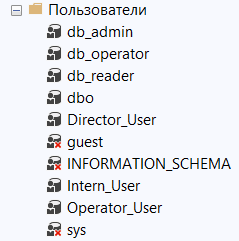 Пользователи
db_admin
db_operator
db_reader
dbo
Director_User
guest
INFORMATION_SCHEMA
Intern_User
Operator_User
sys